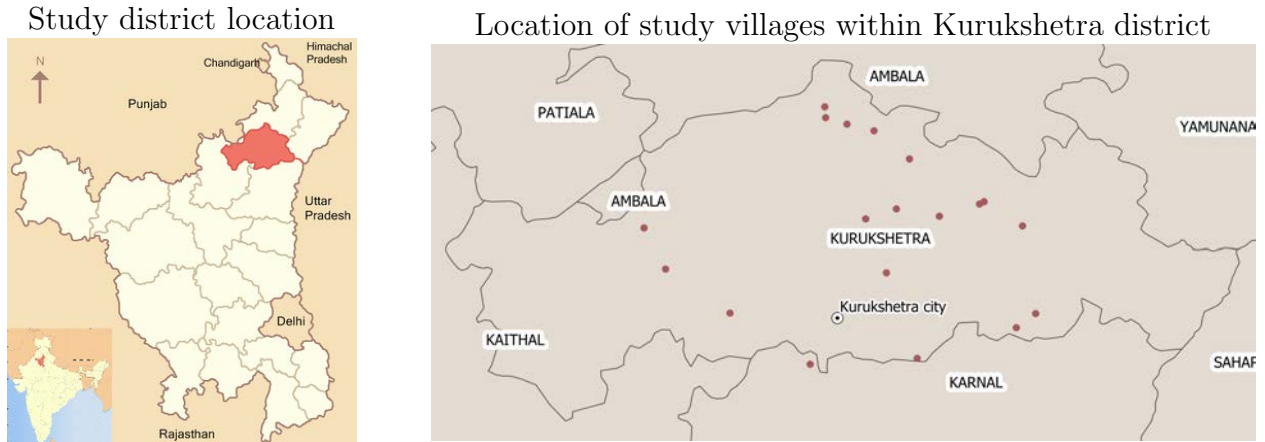 Study district location
Himachal
Pradesh
Chandigarh
N
Punjab
Uttar
Pradesh
Delhi
Rajasthan
Location of study villages within Kurukshetra district
AMBALA
PATIALA
YAMUNANA
AMBALA
KURUKSHETRA
Kurukshetra city
KAITHAL
SAHAR
KARNAL